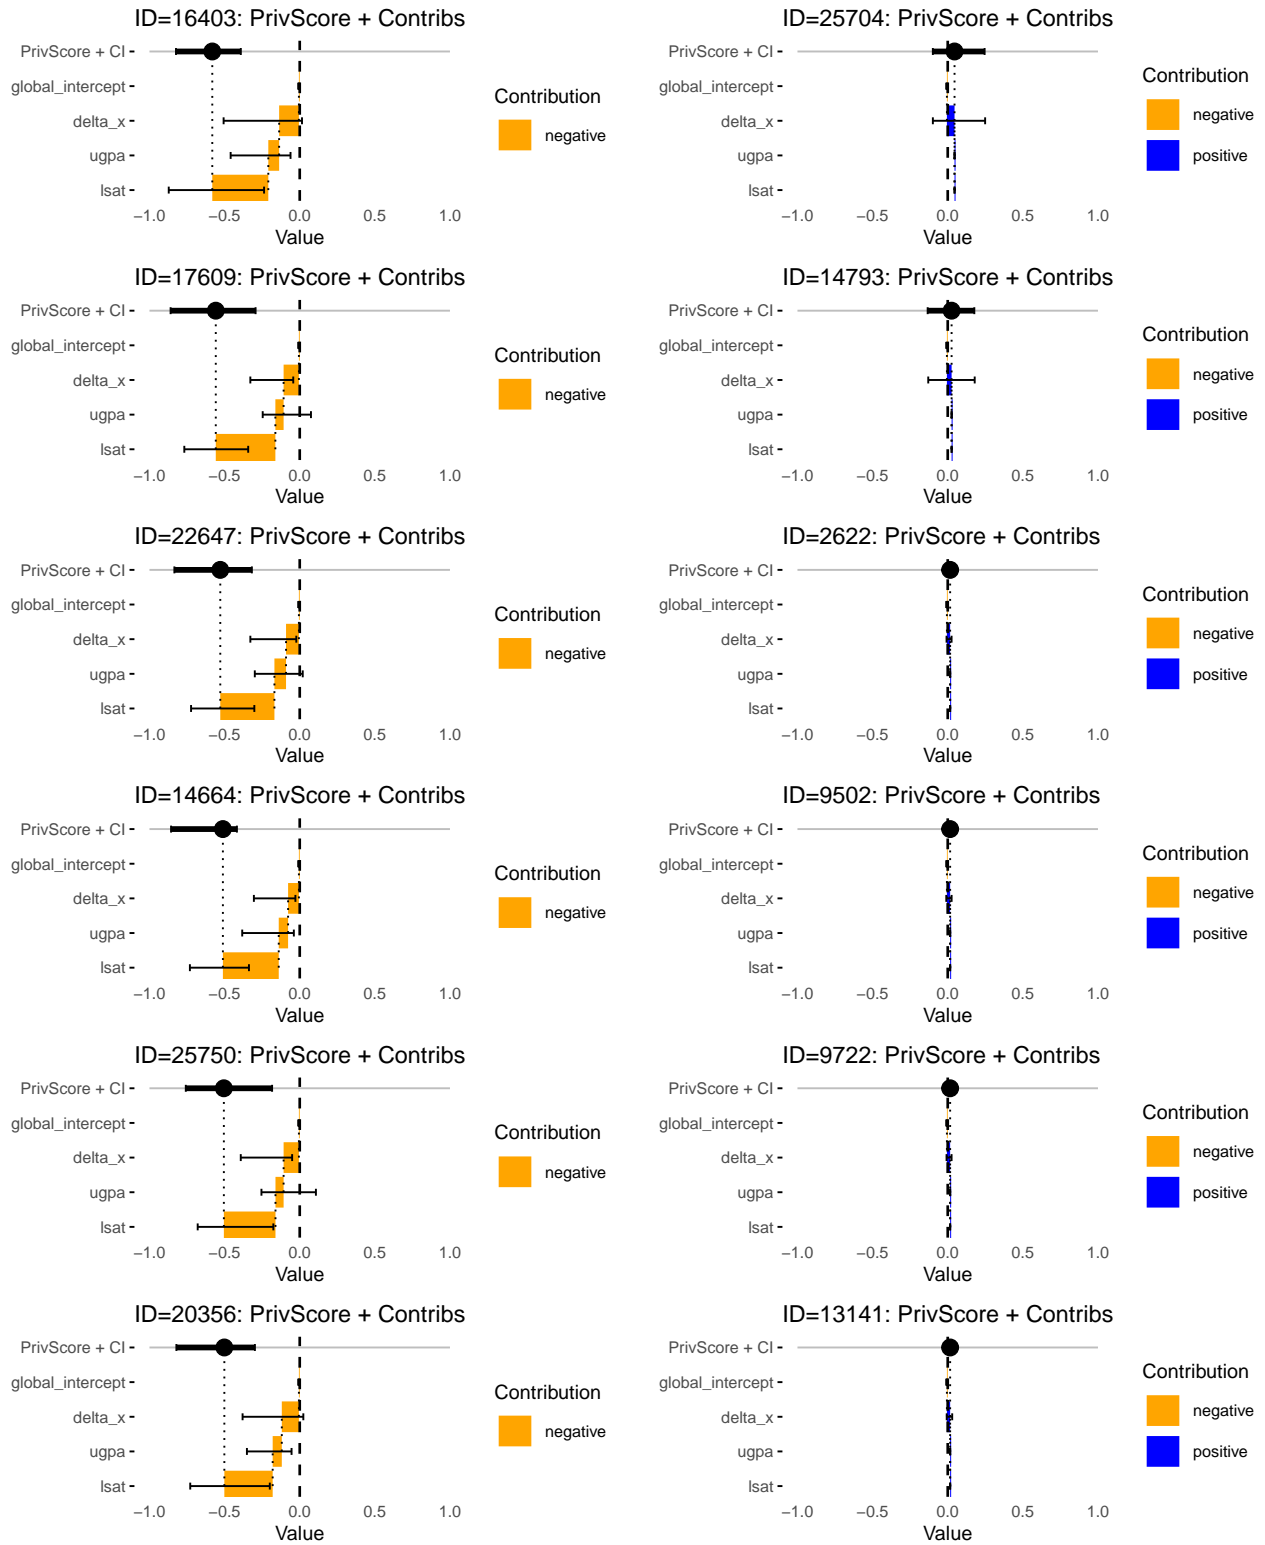 ID=16403: PrivScore + Contribs
PrivScore + CI
global_intercept
delta_x
ugpa
lsat
−1.0 −0.5 0.0 0.5 1.0
Value
Contribution
negative
ID=25704: PrivScore + Contribs
PrivScore + CI
global_intercept
delta_x
ugpa
lsat
−1.0 −0.5 0.0 0.5 1.0
Value
Contribution
negative
positive
ID=17609: PrivScore + Contribs
PrivScore + CI
global_intercept
delta_x
ugpa
lsat
−1.0 −0.5 0.0 0.5 1.0
Value
Contribution
negative
ID=14793: PrivScore + Contribs
PrivScore + CI
global_intercept
delta_x
ugpa
lsat
−1.0 −0.5 0.0 0.5 1.0
Value
Contribution
negative
positive
ID=22647: PrivScore + Contribs
PrivScore + CI
global_intercept
delta_x
ugpa
lsat
−1.0 −0.5 0.0 0.5 1.0
Value
Contribution
negative
ID=2622: PrivScore + Contribs
PrivScore + CI
global_intercept
delta_x
ugpa
lsat
−1.0 −0.5 0.0 0.5 1.0
Value
Contribution
negative
positive
ID=14664: PrivScore + Contribs
PrivScore + CI
global_intercept
delta_x
ugpa
lsat
−1.0 −0.5 0.0 0.5 1.0
Value
Contribution
negative
ID=9502: PrivScore + Contribs
PrivScore + CI
global_intercept
delta_x
ugpa
lsat
−1.0 −0.5 0.0 0.5 1.0
Value
Contribution
negative
positive
ID=25750: PrivScore + Contribs
PrivScore + CI
global_intercept
delta_x
ugpa
lsat
−1.0 −0.5 0.0 0.5 1.0
Value
Contribution
negative
ID=9722: PrivScore + Contribs
PrivScore + CI
global_intercept
delta_x
ugpa
lsat
−1.0 −0.5 0.0 0.5 1.0
Value
Contribution
negative
positive
ID=20356: PrivScore + Contribs
PrivScore + CI
global_intercept
delta_x
ugpa
lsat
−1.0 −0.5 0.0 0.5 1.0
Value
Contribution
negative
ID=13141: PrivScore + Contribs
PrivScore + CI
global_intercept
delta_x
ugpa
lsat
−1.0 −0.5 0.0 0.5 1.0
Value
Contribution
negative
positive